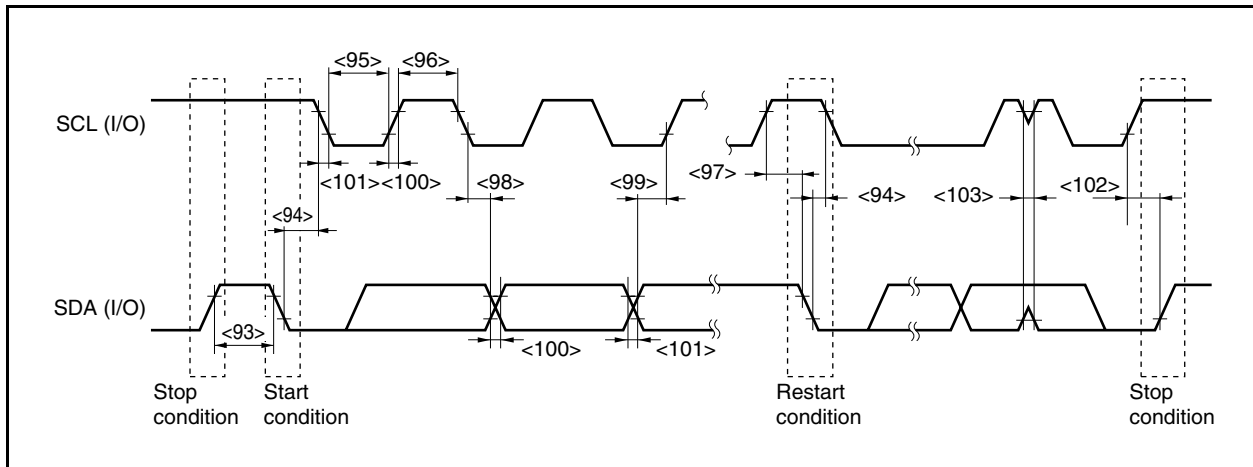 <95> <96>
SCL (I/O)
<101> <100> <98> <99> <97> <94> <103> <102>
<94>
SDA (I/O)
<93>
<100> <101>
Stop
condition
Start
condition
Restart
condition
Stop
condition